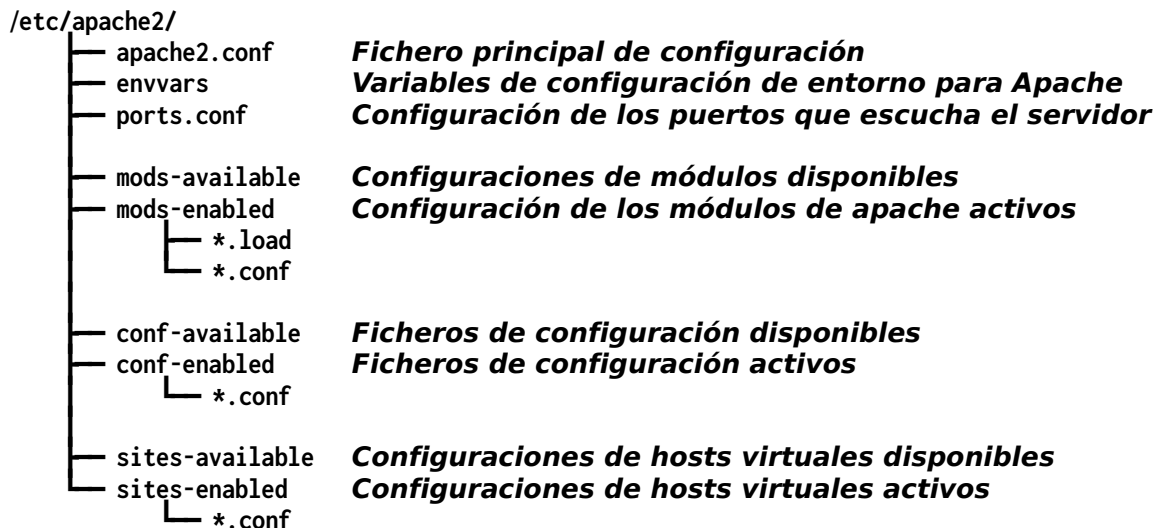 /etc/apache2/
apache2.conf Fichero principal de configuración
envvars Variables de configuración de entorno para Apache
ports.conf Configuración de los puertos que escucha el servidor
mods-available Configuraciones de módulos disponibles
mods-enabled Configuración de los módulos de apache activos
*.load
*.conf
conf-available Ficheros de configuración disponibles
conf-enabled Ficheros de configuración activos
*.conf
sites-available Configuraciones de hosts virtuales disponibles
sites-enabled Configuraciones de hosts virtuales activos
*.conf